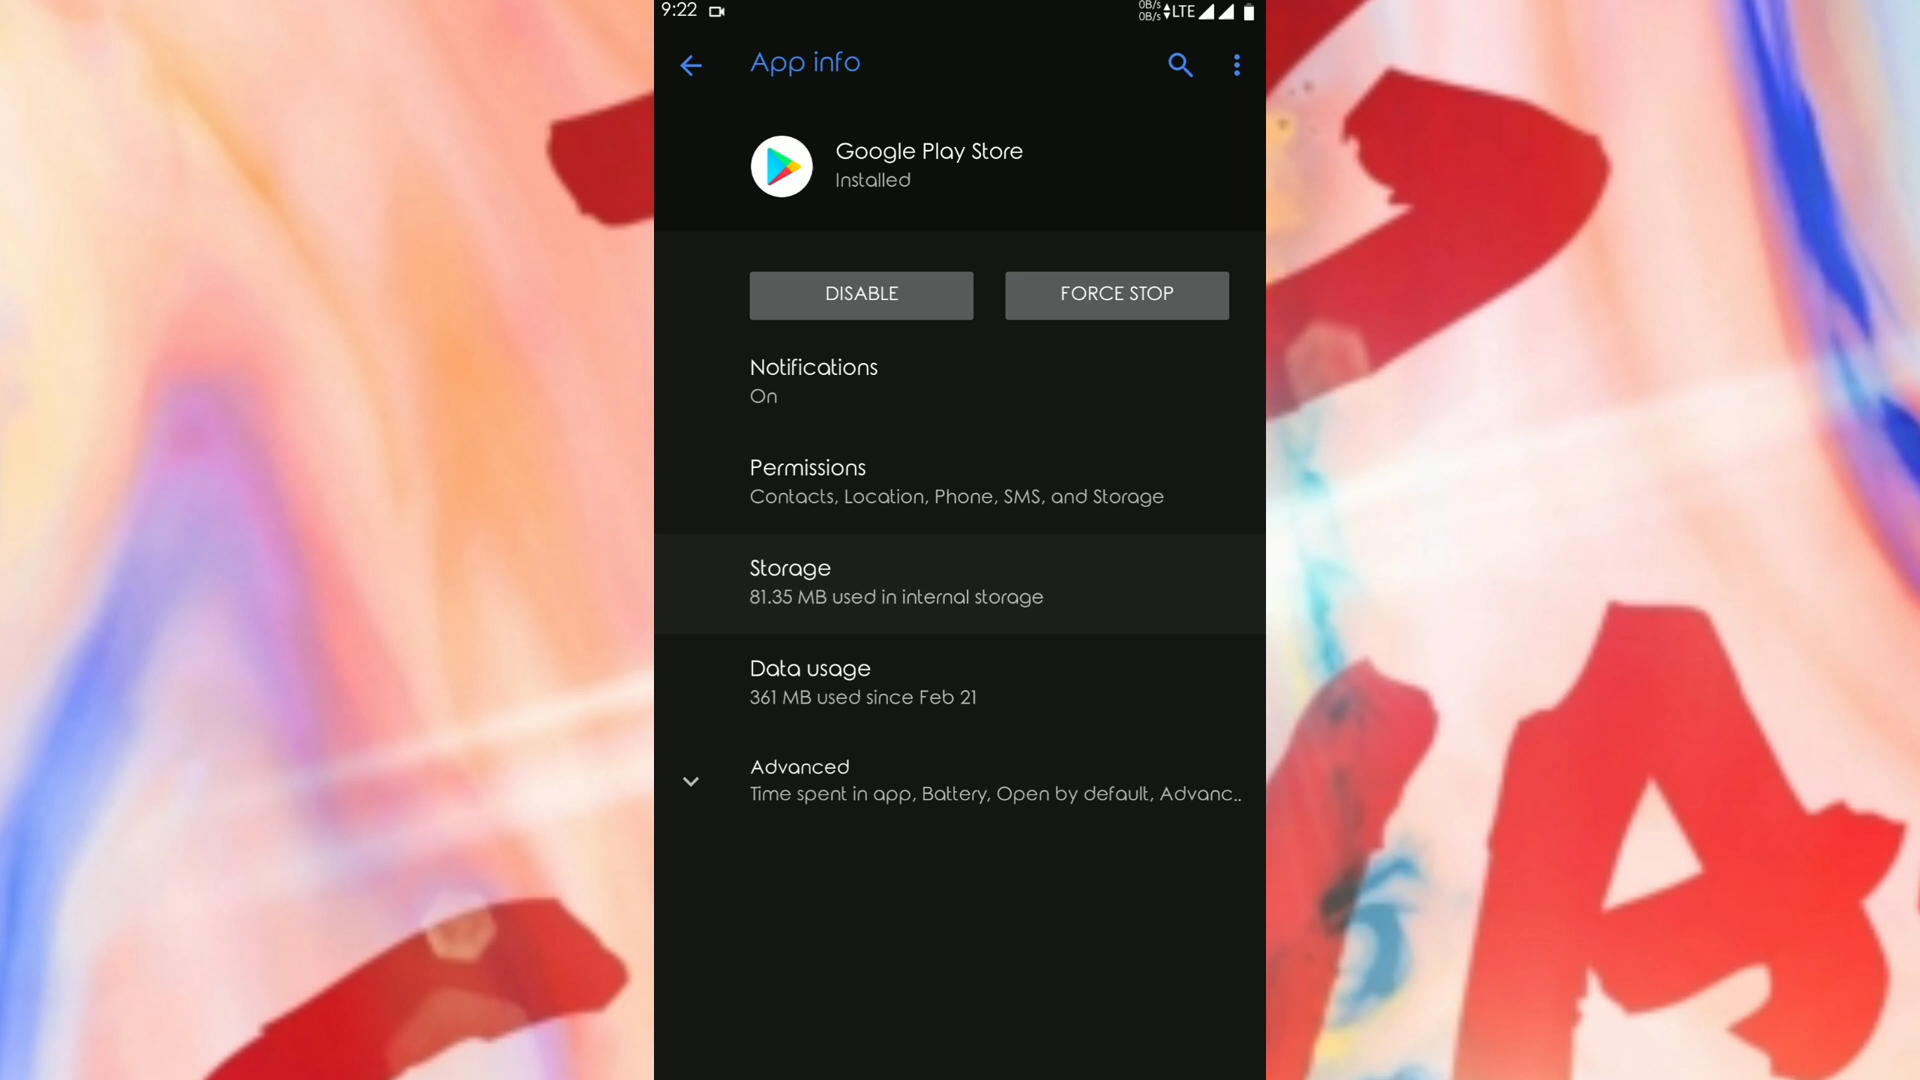 9:22
0B/s
0B/s LTE
App info
Google Play Store
Installed
DISABLE
FORCE STOP
Notifications
On
Permissions
Contacts, Location, Phone, SMS, and Storage
Storage
81.35 MB used in internal storage
Data usage
361 MB used since Feb 21
Advanced
Time spent in app, Battery, Open by default, Advanc..